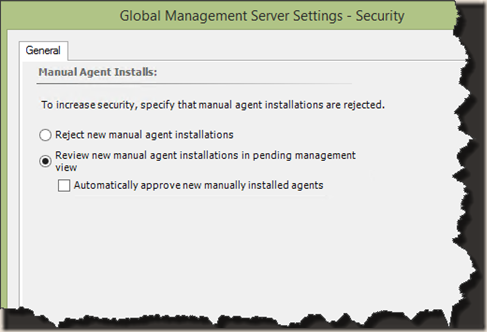 Global Management Server Settings - Security
General
Manual Agent Installs:
To increase security, specify that manual agent installations are rejected.
Reject new manual agent installations
Review new manual agent installations in pending management
view
Automatically approve new manually installed agents